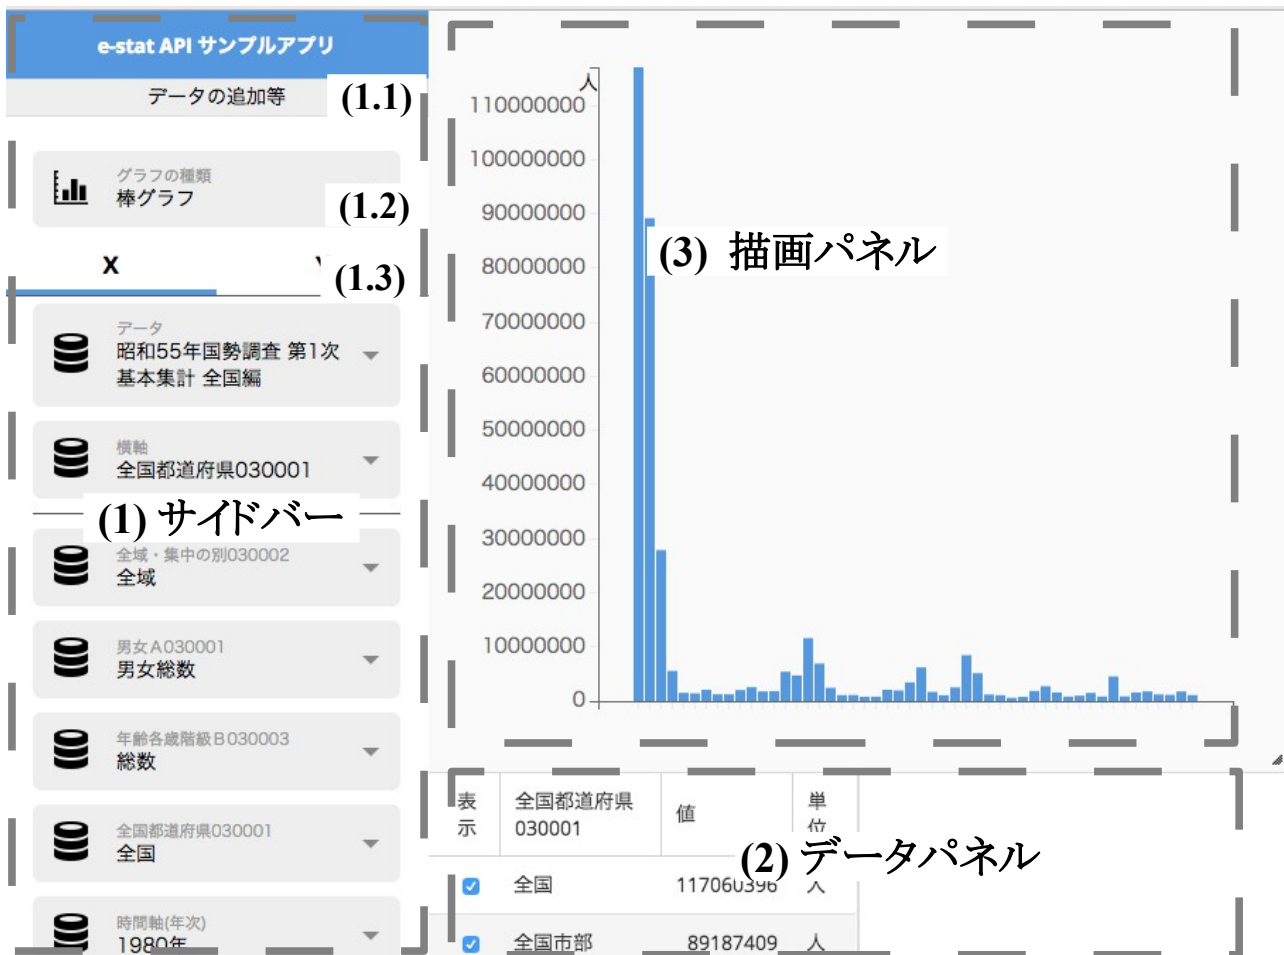 e-stat API サンプルアプリ
データの追加等
(1.1)
グラフの種類
棒グラフ
(1.2)
X
(1.3)
データ
昭和55年国勢調査 第1次
基本集計 全国編
横軸
全国都道府県030001
(1) サイドバー
全域・集中の別030002
全域
男女A030001
男女総数
年齢各歳階級B030003
総数
全国都道府県030001
全国
時間軸(年次)
1980年
人
110000000
100000000
90000000
80000000
70000000
60000000
50000000
40000000
30000000
20000000
10000000
0
(3) 描画パネル
表示
全国都道府県
030001
値
単位
(2) データパネル
全国 117060396 人
全国市部 89187409 人